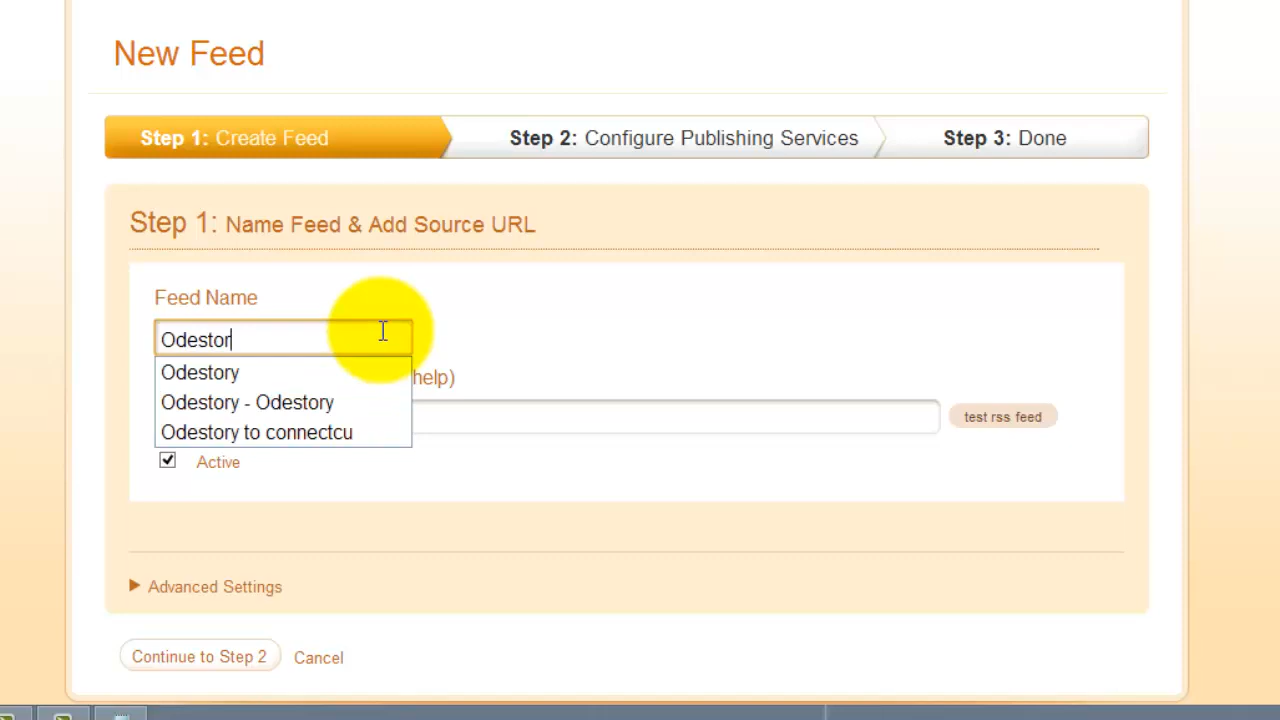 New Feed
Step 1: Create Feed
Step 2: Configure Publishing Services
Step 3: Done
Step 1: Name Feed & Add Source URL
Feed Name
Odestor
Odestory
Odestory - Odestory
Odestory to connectcu
help)
test rss feed
Active
Advanced Settings
Continue to Step 2
Cancel